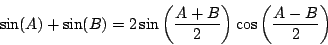 sin(A) + sin(B) = 2 sin ( (A + B) / 2 ) cos ( (A − B) / 2 )